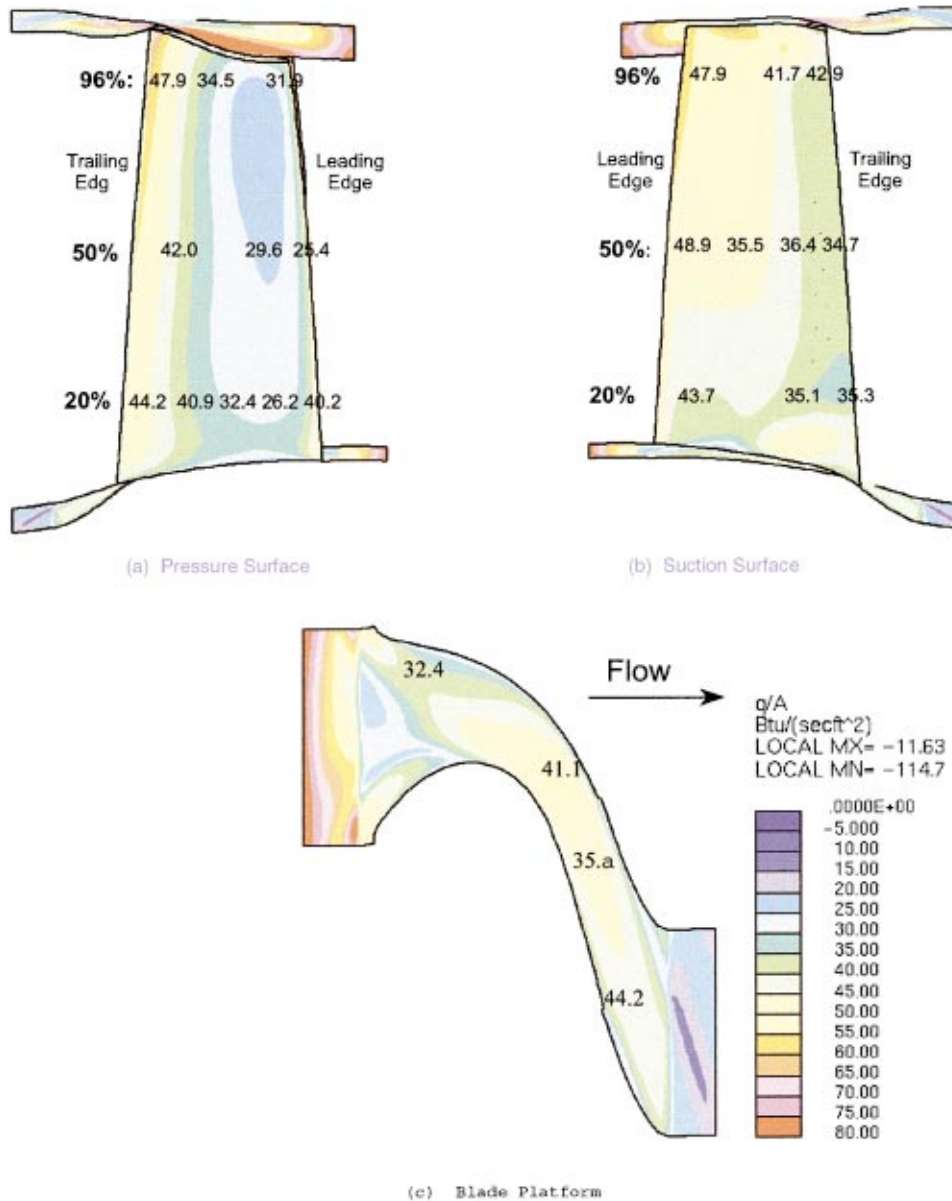 96%: 47.9 34.5 31.9
Trailing Edg
Leading Edge
50% 42.0 29.6 25.4
20% 44.2 40.9 32.4 26.2 40.2
(a) Pressure Surface
96% 47.9 41.7 42.9
Leading Edge
Trailing Edge
50%: 48.9 35.5 36.4 34.7
20% 43.7 35.1 35.3
(b) Suction Surface
32.4
Flow
41.1
35.a
44.2
q/A
Btu/(secft^2)
LOCAL MX= -11.63
LOCAL MN= -114.7
.0000E+00
-5.000
10.00
15.00
20.00
25.00
30.00
35.00
40.00
45.00
50.00
55.00
60.00
65.00
70.00
75.00
80.00
(c) Blade Platform